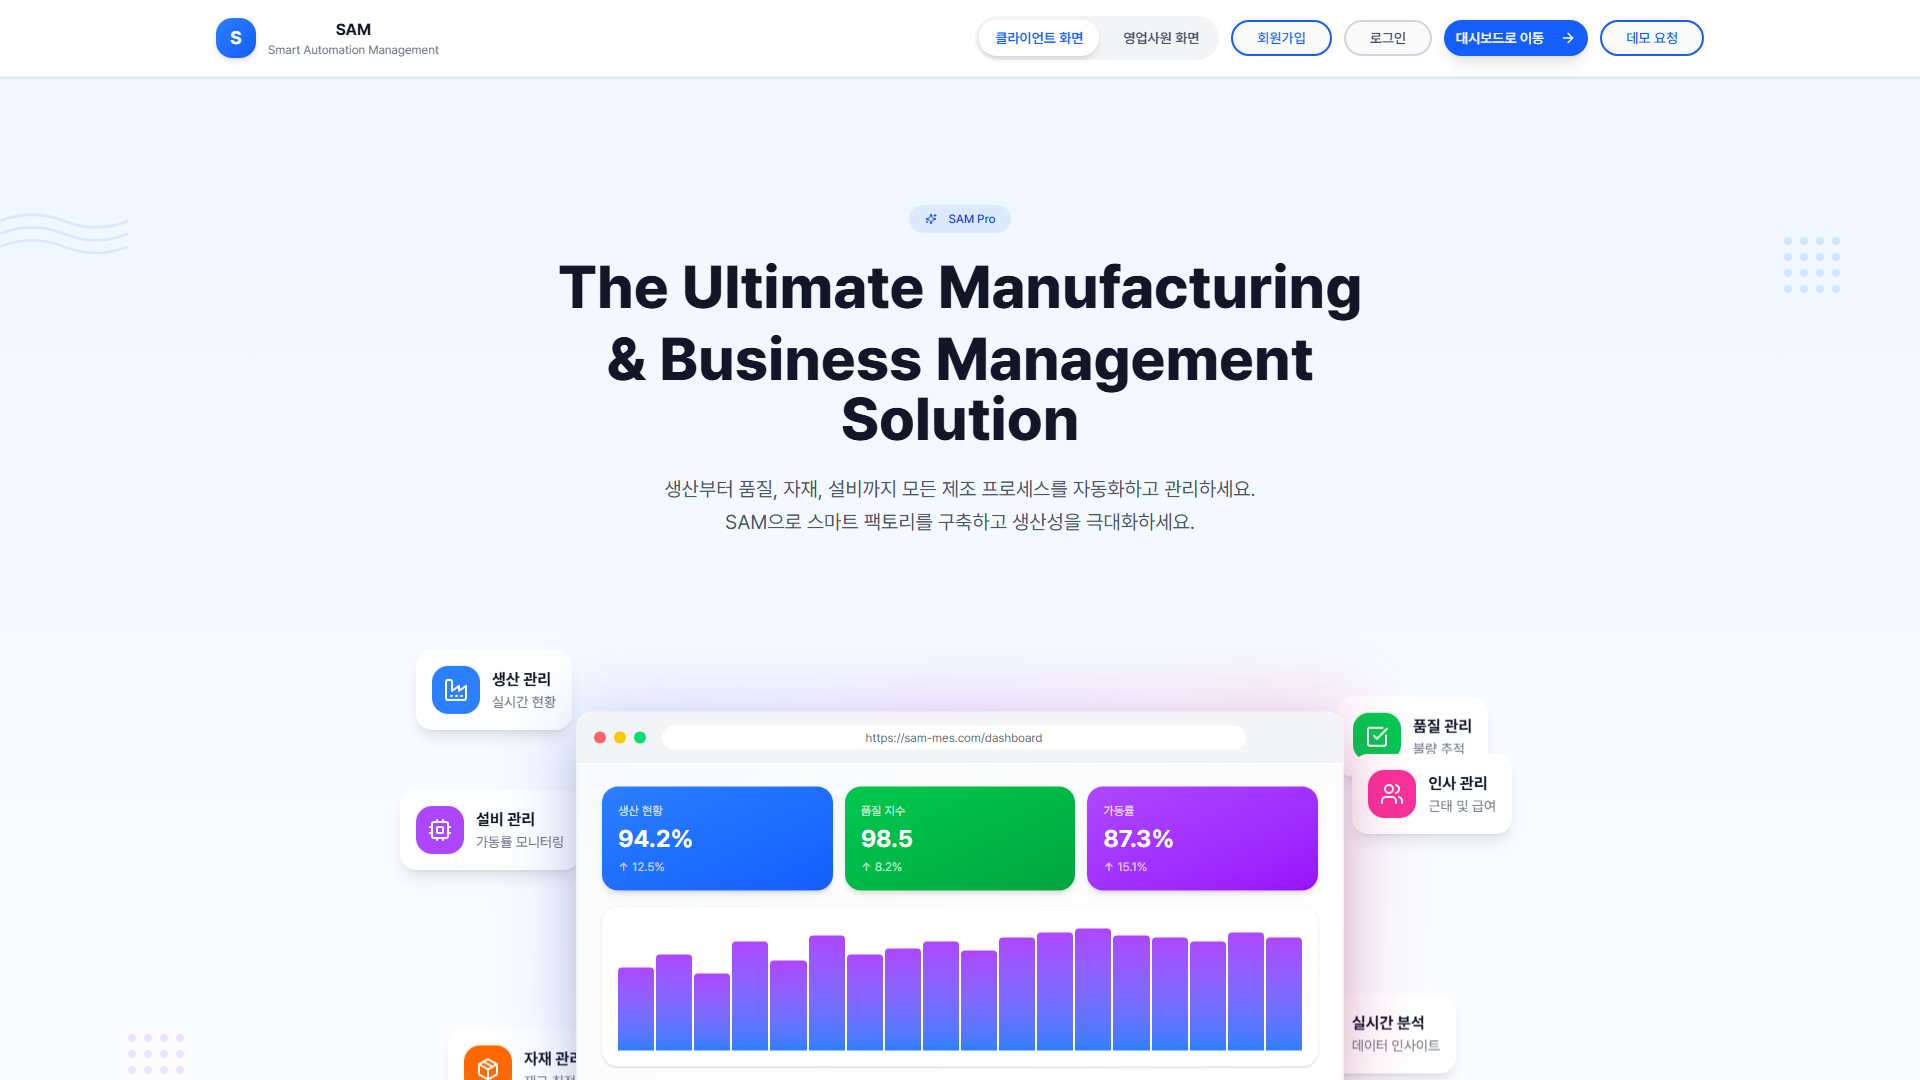 S
SAM
Smart Automation Management
클라이언트 화면
영업사원 화면
회원가입
로그인
대시보드로 이동
데모 요청
SAM Pro
The Ultimate Manufacturing
& Business Management
Solution
생산부터 품질, 자재, 설비까지 모든 제조 프로세스를 자동화하고 관리하세요.
SAM으로 스마트 팩토리를 구축하고 생산성을 극대화하세요.
생산 관리
실시간 현황
품질 관리
불량 추적
https://sam-mes.com/dashboard
인사 관리
근태 및 급여
설비 관리
가동률 모니터링
생산 현황
94.2%
↑ 12.5%
품질 지수
98.5
↑ 8.2%
가동률
87.3%
↑ 15.1%
실시간 분석
데이터 인사이트
자재 관리